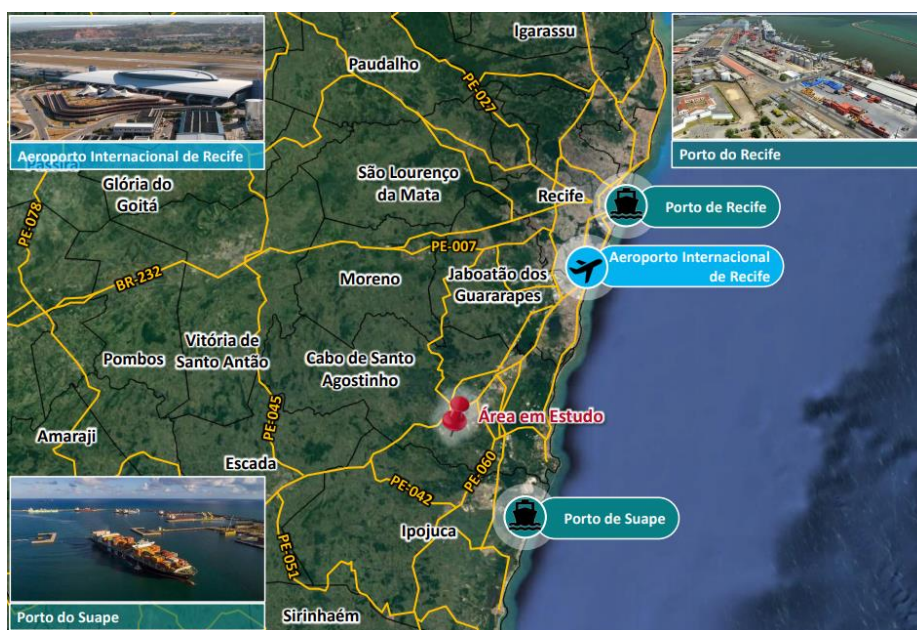 Igarassu
Paudalho
PE-027
Aeroporto Internacional de Recife
Porto do Recife
Passira
Glória do
Goitá
São Lourenço
da Mata
Recife
Porto de Recife
PE-078
PE-007
Aeroporto Internacional
de Recife
BR-232
Moreno
Jaboatão dos
Guararapes
Pombos
Vitória de
Santo Antão
Cabo de Santo
Agostinho
PE-045
Área em Estudo
Amaraji
Escada
PE-042
PE-060
Ipojuca
Porto de Suape
PE-051
Porto do Suape
Sirinhaém